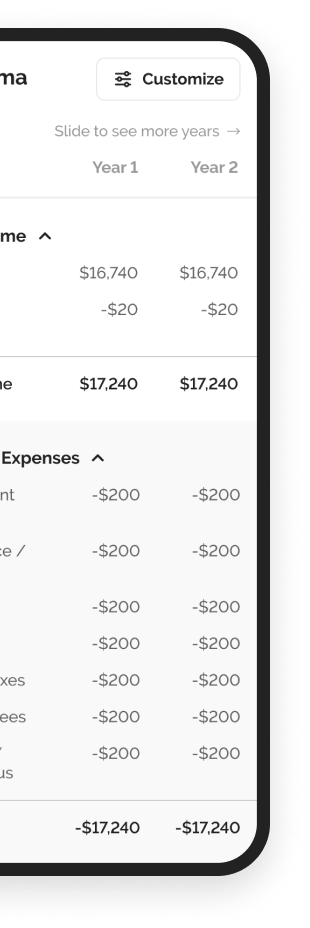 ma Customize
Slide to see more years →
Year 1 Year 2
me
$16,740 $16,740
-$20 -$20
ne $17,240 $17,240
Expenses
nt -$200 -$200
ce / -$200 -$200
-$200 -$200
-$200 -$200
xes -$200 -$200
ees -$200 -$200
/ -$200 -$200
us
-$17,240 -$17,240